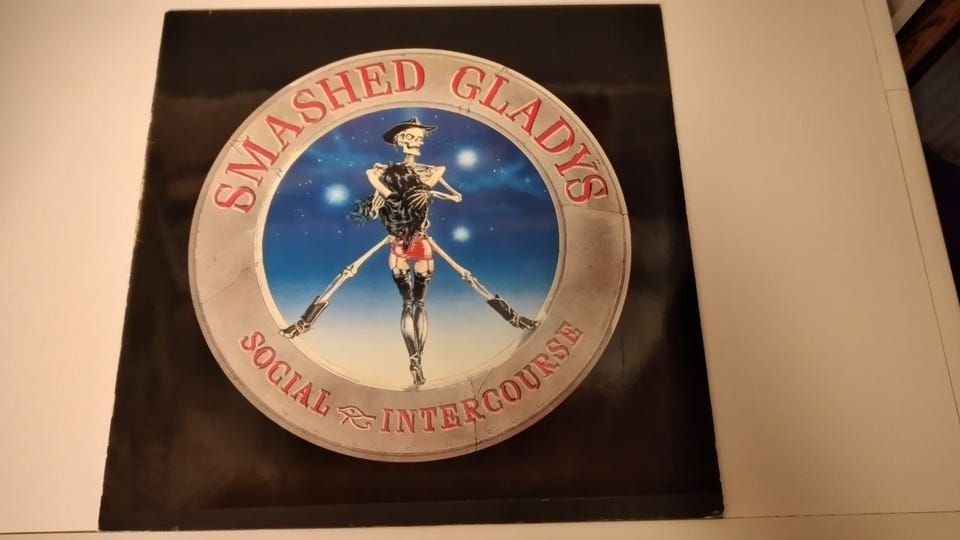 SMASHED GLADYS
SOCIAL INTERCOURSE